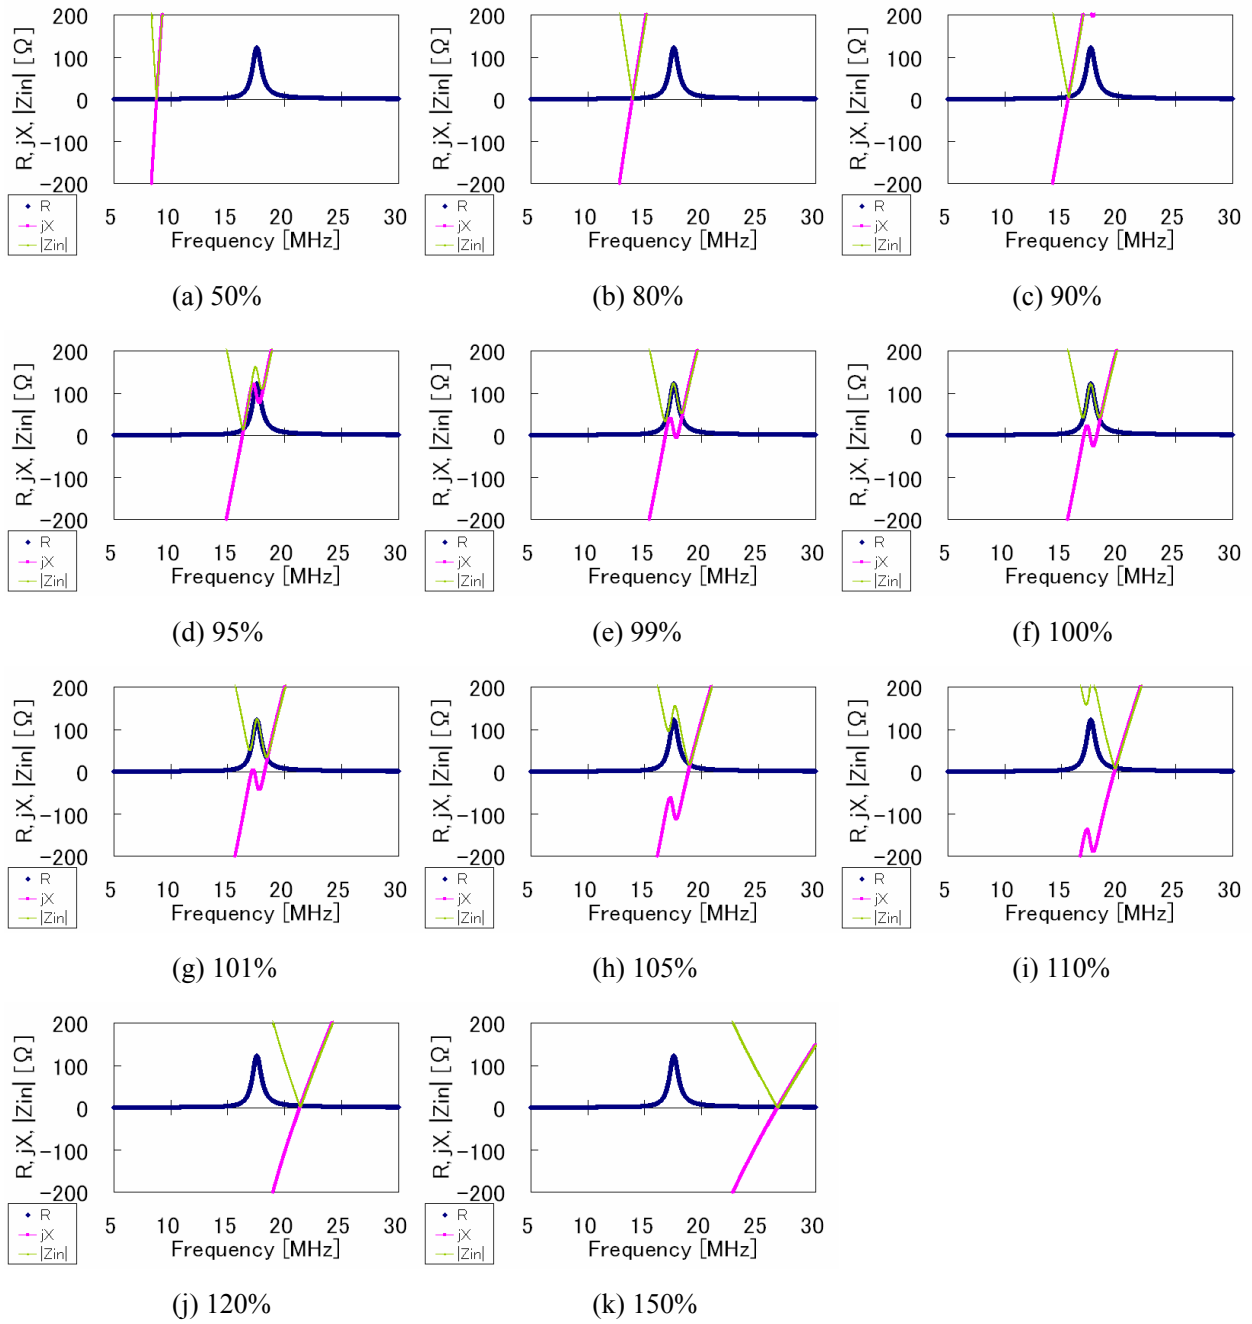 R, jX, |Zin| [Ω]
200
100
0
−100
−200
5 10 15 20 25 30
Frequency [MHz]
R
jX
|Zin|
(a) 50%
R, jX, |Zin| [Ω]
200
100
0
−100
−200
5 10 15 20 25 30
Frequency [MHz]
R
jX
|Zin|
(b) 80%
R, jX, |Zin| [Ω]
200
100
0
−100
−200
5 10 15 20 25 30
Frequency [MHz]
R
jX
|Zin|
(c) 90%
R, jX, |Zin| [Ω]
200
100
0
−100
−200
5 10 15 20 25 30
Frequency [MHz]
R
jX
|Zin|
(d) 95%
R, jX, |Zin| [Ω]
200
100
0
−100
−200
5 10 15 20 25 30
Frequency [MHz]
R
jX
|Zin|
(e) 99%
R, jX, |Zin| [Ω]
200
100
0
−100
−200
5 10 15 20 25 30
Frequency [MHz]
R
jX
|Zin|
(f) 100%
R, jX, |Zin| [Ω]
200
100
0
−100
−200
5 10 15 20 25 30
Frequency [MHz]
R
jX
|Zin|
(g) 101%
R, jX, |Zin| [Ω]
200
100
0
−100
−200
5 10 15 20 25 30
Frequency [MHz]
R
jX
|Zin|
(h) 105%
R, jX, |Zin| [Ω]
200
100
0
−100
−200
5 10 15 20 25 30
Frequency [MHz]
R
jX
|Zin|
(i) 110%
R, jX, |Zin| [Ω]
200
100
0
−100
−200
5 10 15 20 25 30
Frequency [MHz]
R
jX
|Zin|
(j) 120%
R, jX, |Zin| [Ω]
200
100
0
−100
−200
5 10 15 20 25 30
Frequency [MHz]
R
jX
|Zin|
(k) 150%